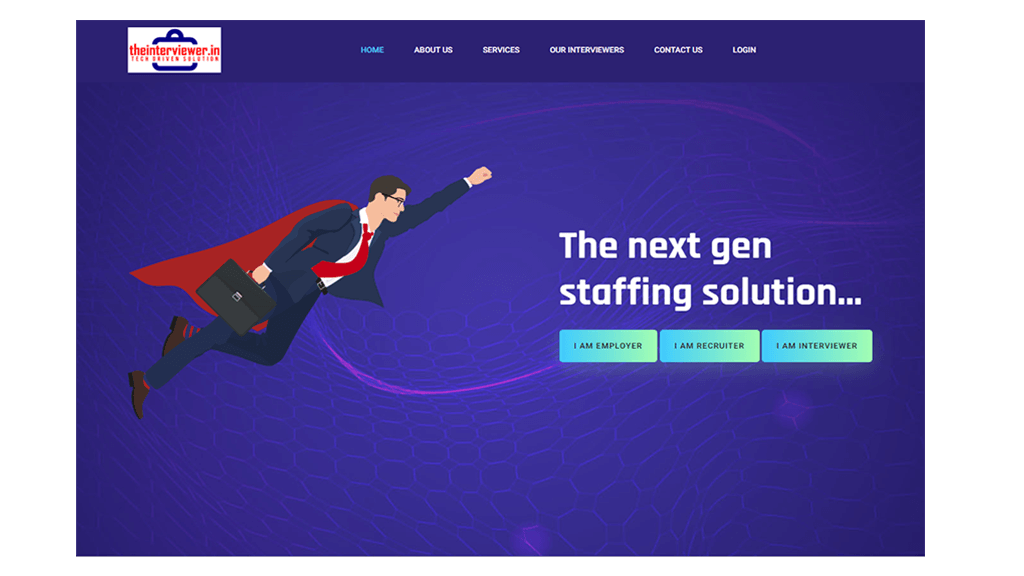 theinterviewer.in
TECH DRIVEN SOLUTION
HOME
ABOUT US
SERVICES
OUR INTERVIEWERS
CONTACT US
LOGIN
The next gen
staffing solution...
I AM EMPLOYER
I AM RECRUITER
I AM INTERVIEWER